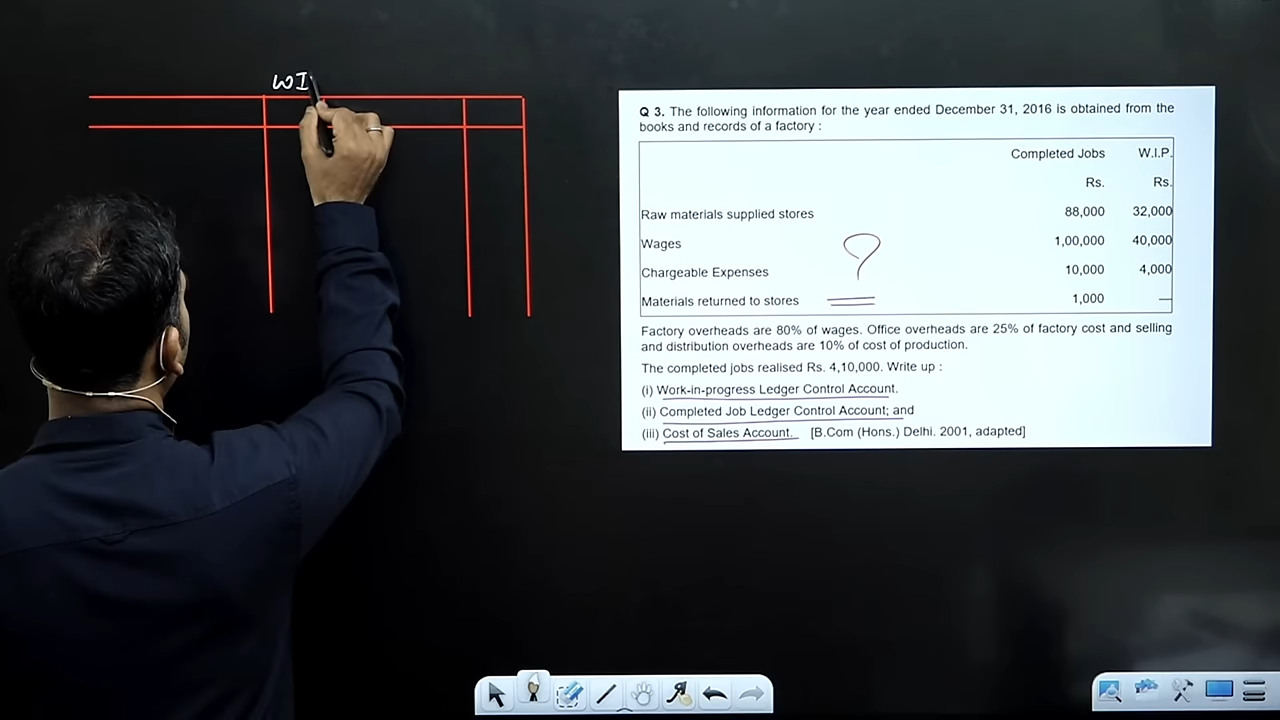 WI
Q 3. The following information for the year ended December 31, 2016 is obtained from the
books and records of a factory :
Completed Jobs W.I.P.
Rs. Rs.
Raw materials supplied stores 88,000 32,000
Wages 1,00,000 40,000
Chargeable Expenses 10,000 4,000
Materials returned to stores 1,000 —
?
Factory overheads are 80% of wages. Office overheads are 25% of factory cost and selling
and distribution overheads are 10% of cost of production.
The completed jobs realised Rs. 4,10,000. Write up :
(i) Work-in-progress Ledger Control Account.
(ii) Completed Job Ledger Control Account; and
(iii) Cost of Sales Account. [B.Com (Hons.) Delhi. 2001, adapted]